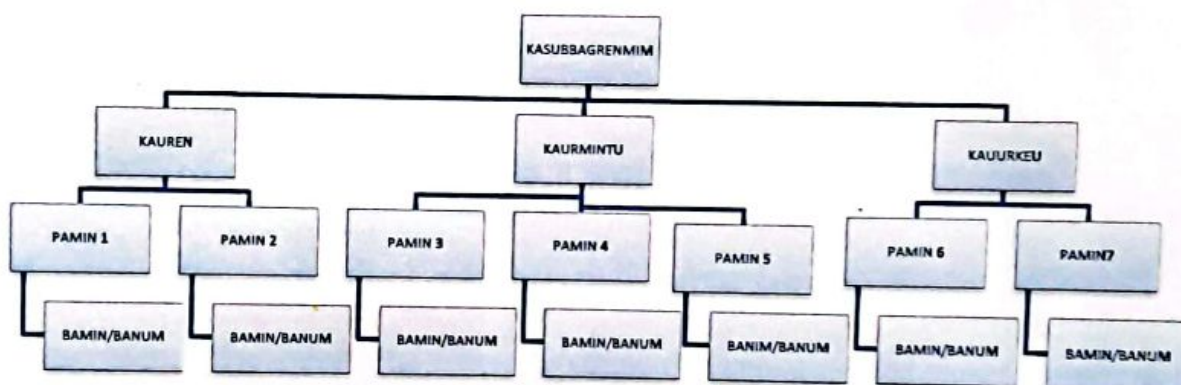 KASUBBAGRENMIM
KAUREN
KAURMINTU
KAUURKEU
PAMIN 1
PAMIN 2
PAMIN 3
PAMIN 4
PAMIN 5
PAMIN 6
PAMIN7
BAMIN/BANUM
BAMIN/BANUM
BAMIN/BANUM
BAMIN/BANUM
BANIM/BANUM
BAMIN/BANUM
BAMIN/BANUM